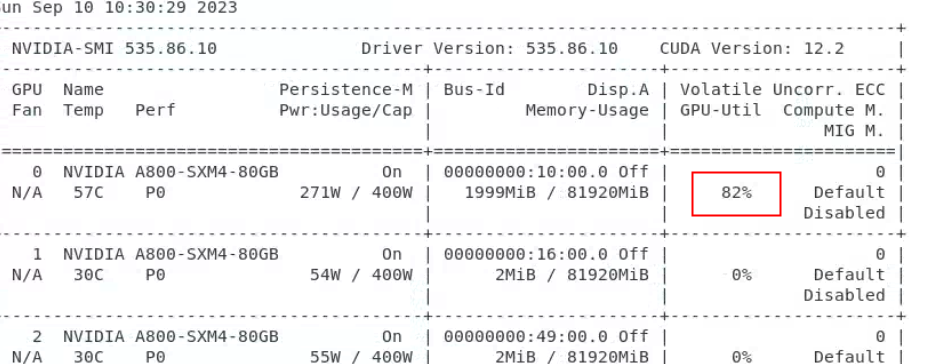 Sun Sep 10 10:30:29 2023
NVIDIA-SMI 535.86.10 Driver Version: 535.86.10 CUDA Version: 12.2 |
GPU Name Persistence-M | Bus-Id Disp.A | Volatile Uncorr. ECC |
Fan Temp Perf Pwr:Usage/Cap | Memory-Usage | GPU-Util Compute M. |
| | MIG M. |
0 NVIDIA A800-SXM4-80GB On | 00000000:10:00.0 Off | 0 |
N/A 57C P0 271W / 400W | 1999MiB / 81920MiB | 82% Default |
| | Disabled |
1 NVIDIA A800-SXM4-80GB On | 00000000:16:00.0 Off | 0 |
N/A 30C P0 54W / 400W | 2MiB / 81920MiB | 0% Default |
| | Disabled |
2 NVIDIA A800-SXM4-80GB On | 00000000:49:00.0 Off | 0 |
N/A 30C P0 55W / 400W | 2MiB / 81920MiB | 0% Default |